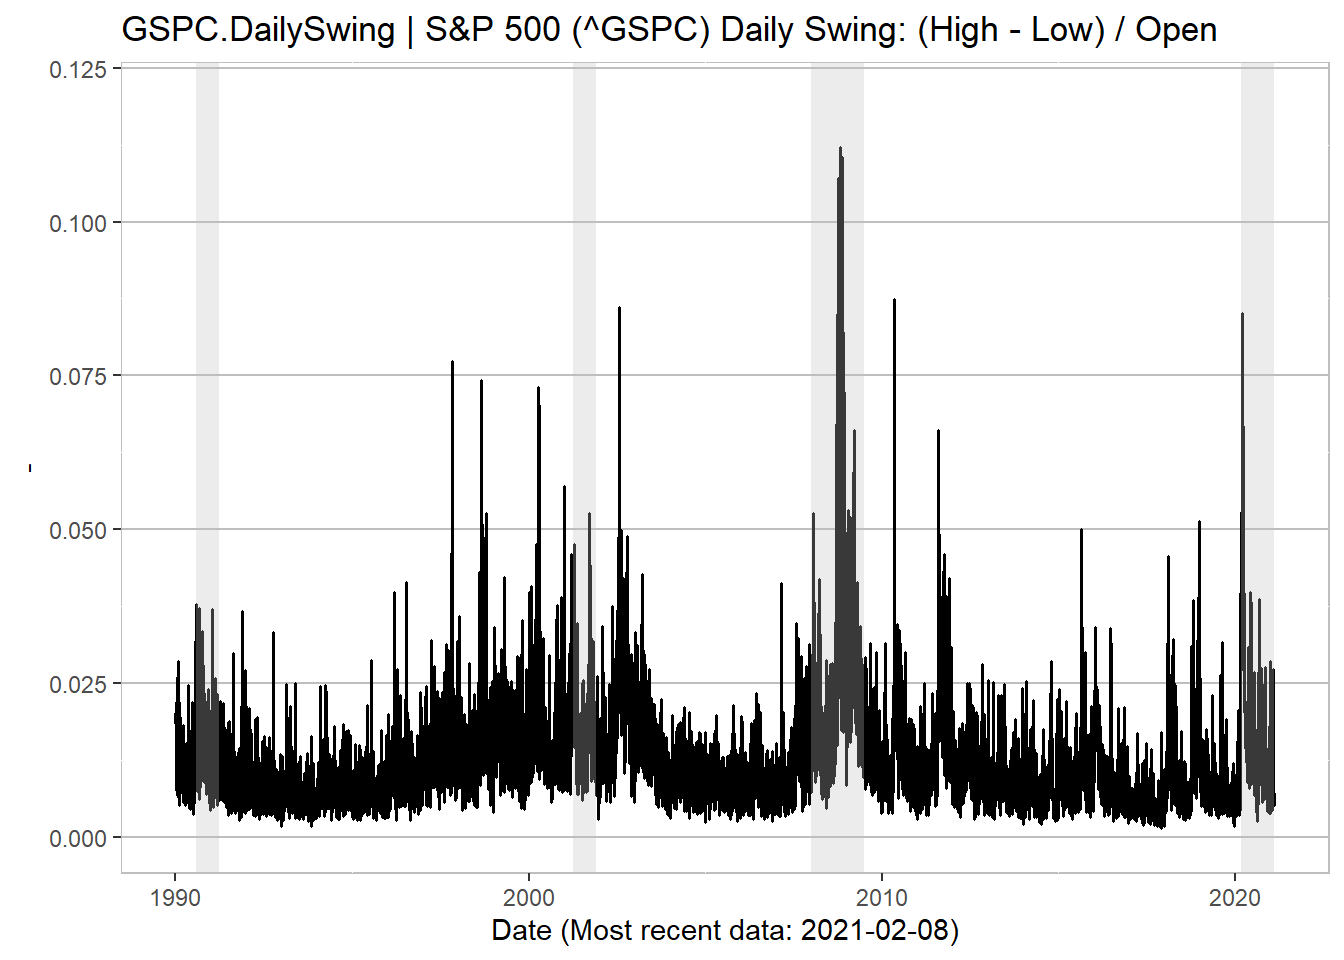 GSPC.DailySwing | S&P 500 (^GSPC) Daily Swing: (High - Low) / Open
0.125
0.100
0.075
-
0.050
0.025
0.000
1990 2000 2010 2020
Date (Most recent data: 2021-02-08)